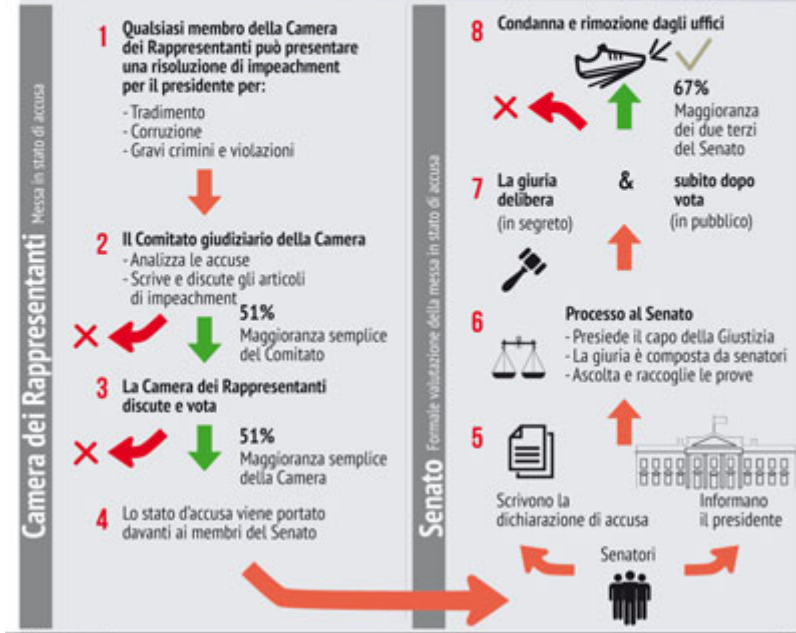 Camera dei Rappresentanti Messa in stato di accusa
1
Qualsiasi membro della Camera
dei Rappresentanti può presentare
una risoluzione di impeachment
per il presidente per:
- Tradimento
- Corruzione
- Gravi crimini e violazioni
2
Il Comitato giudiziario della Camera
- Analizza le accuse
- Scrive e discute gli articoli
di impeachment
51%
Maggioranza semplice
del Comitato
3
La Camera dei Rappresentanti
discute e vota
51%
Maggioranza semplice
della Camera
4
Lo stato d'accusa viene portato
davanti ai membri del Senato
Senato Formale valutazione della messa in stato di accusa
8
Condanna e rimozione dagli uffici
67%
Maggioranza
dei due terzi
del Senato
7
La giuria
delibera
(in segreto)
&
subito dopo
vota
(in pubblico)
6
Processo al Senato
- Presiede il capo della Giustizia
- La giuria è composta da senatori
- Ascolta e raccoglie le prove
5
Scrivono la
dichiarazione di accusa
Informano
il presidente
Senatori